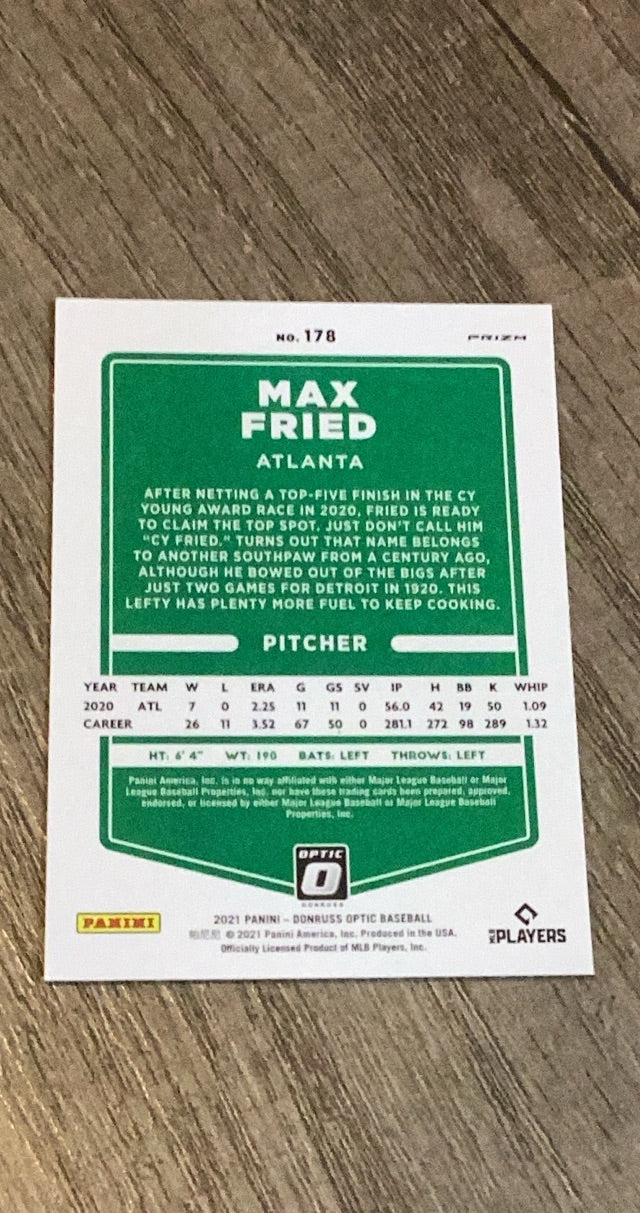 No. 178
PRIZM
MAX
FRIED
ATLANTA
AFTER NETTING A TOP-FIVE FINISH IN THE CY
YOUNG AWARD RACE IN 2020, FRIED IS READY
TO CLAIM THE TOP SPOT. JUST DON'T CALL HIM
"CY FRIED." TURNS OUT THAT NAME BELONGS
TO ANOTHER SOUTHPAW FROM A CENTURY AGO,
ALTHOUGH HE BOWED OUT OF THE BIGS AFTER
JUST TWO GAMES FOR DETROIT IN 1920. THIS
LEFTY HAS PLENTY MORE FUEL TO KEEP COOKING.
PITCHER
YEAR TEAM W L ERA G GS SV IP H BB K WHIP
2020 ATL 7 0 2.25 11 11 0 56.0 42 19 50 1.09
CAREER 26 11 3.52 67 50 0 281.1 272 98 289 1.32
HT: 6' 4" WT: 190 BATS: LEFT THROWS: LEFT
Panini America, Inc. is in no way affiliated with either Major League Baseball or Major
League Baseball Properties, Inc. nor have these trading cards been prepared, approved,
endorsed, or licensed by either Major League Baseball or Major League Baseball
Properties, Inc.
OPTIC
O
DONRUSS
PANINI
2021 PANINI – DONRUSS OPTIC BASEBALL
帕尼尼 © 2021 Panini America, Inc. Produced in the USA.
Officially Licensed Product of MLB Players, Inc.
MLB PLAYERS